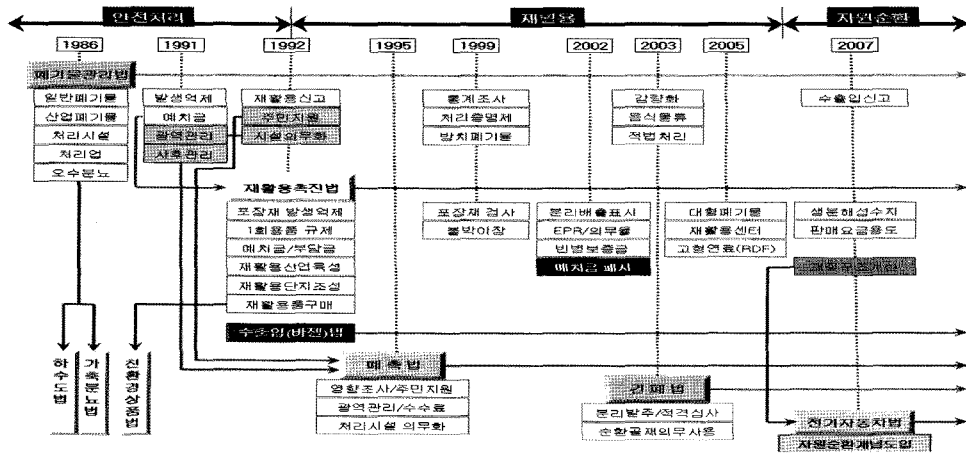 안전처리
재활용
자원순환
1986
1991
1992
1995
1999
2002
2003
2005
2007
폐기물관리법
일반폐기물
산업폐기물
처리시설
처리업
오수분뇨
발생억제
예치금
광역관리
사후관리
재활용신고
주민지원
시설의무화
통계조사
처리증명제
방치폐기물
감량화
음식물류
적법처리
수출입신고
재활용촉진법
포장재 발생억제
1회용품 규제
예치금/부담금
재활용산업육성
재활용단지조성
재활용품구매
포장재 검사
불박이장
분리배출표시
EPR/의무율
빈병보증금
예치금 폐지
대형폐기물
재활용센터
고형연료(RDF)
생분해성수지
판매요금용도
수출입(바젤)법
하수도법
가축분뇨법
친환경상품법
폐촉법
영향조사/주민지원
광역관리/수수료
처리시설 의무화
건폐법
분리발주/적격심사
순환골재의무사용
전기자동차법
자원순환개념도입